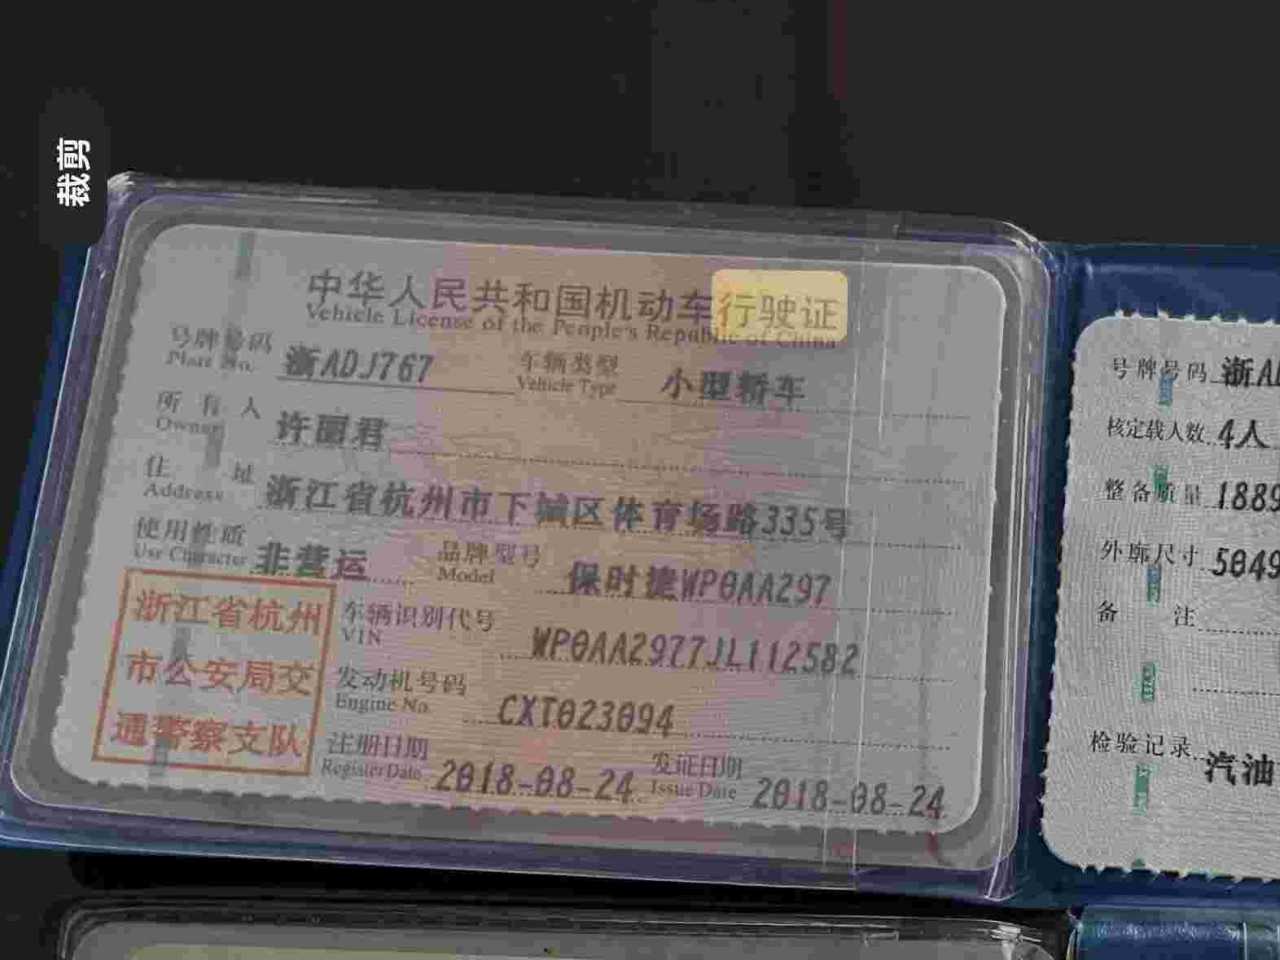 裁剪
中华人民共和国机动车行驶证
Vehicle License of the People's Republic of China
号牌号码 浙ADJ767 车辆类型 小型轿车
Plate No. Vehicle Type
所有人 许丽君
Owner
住址 浙江省杭州市下城区体育场路335号
Address
使用性质 非营运 品牌型号 保时捷WP0AA297
Use Character Model
浙江省杭州
市公安局交
通警察支队
车辆识别代号 WP0AA2977JL112582
VIN
发动机号码 CXT023094
Engine No.
注册日期 2018-08-24 发证日期 2018-08-24
Register Date Issue Date
号牌号码 浙A
核定载人数 4人
整备质量 1889
外廓尺寸 5049
备注
检验记录
汽油